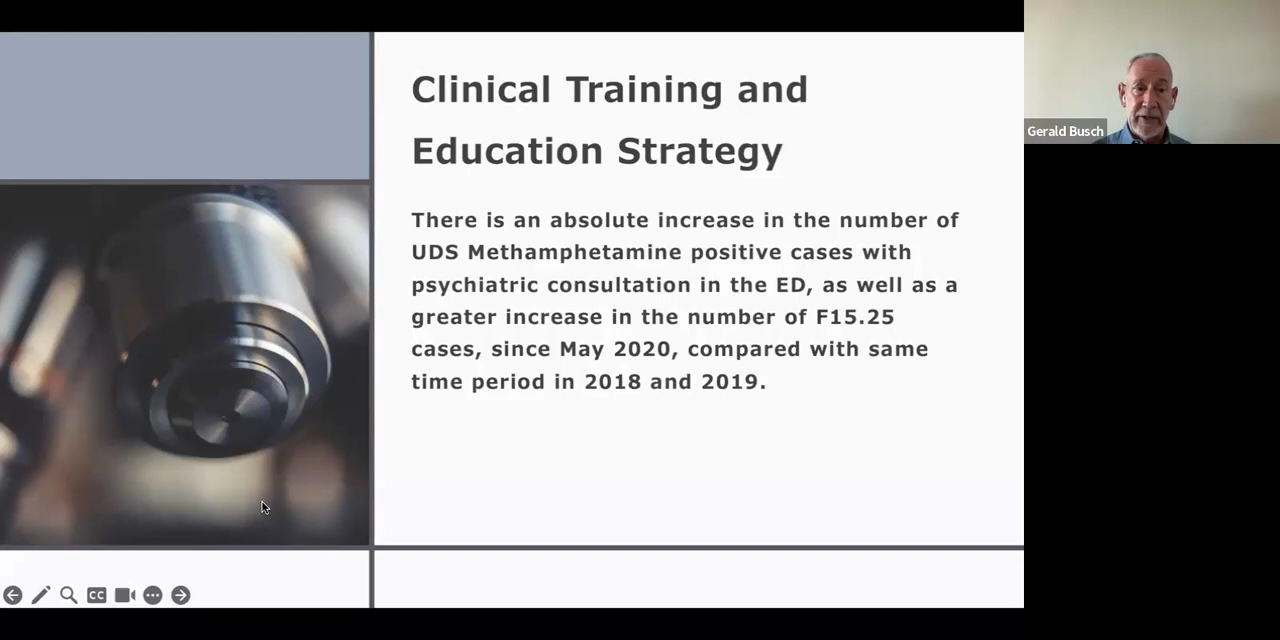 Clinical Training and
Education Strategy
There is an absolute increase in the number of
UDS Methamphetamine positive cases with
psychiatric consultation in the ED, as well as a
greater increase in the number of F15.25
cases, since May 2020, compared with same
time period in 2018 and 2019.
Gerald Busch
CC